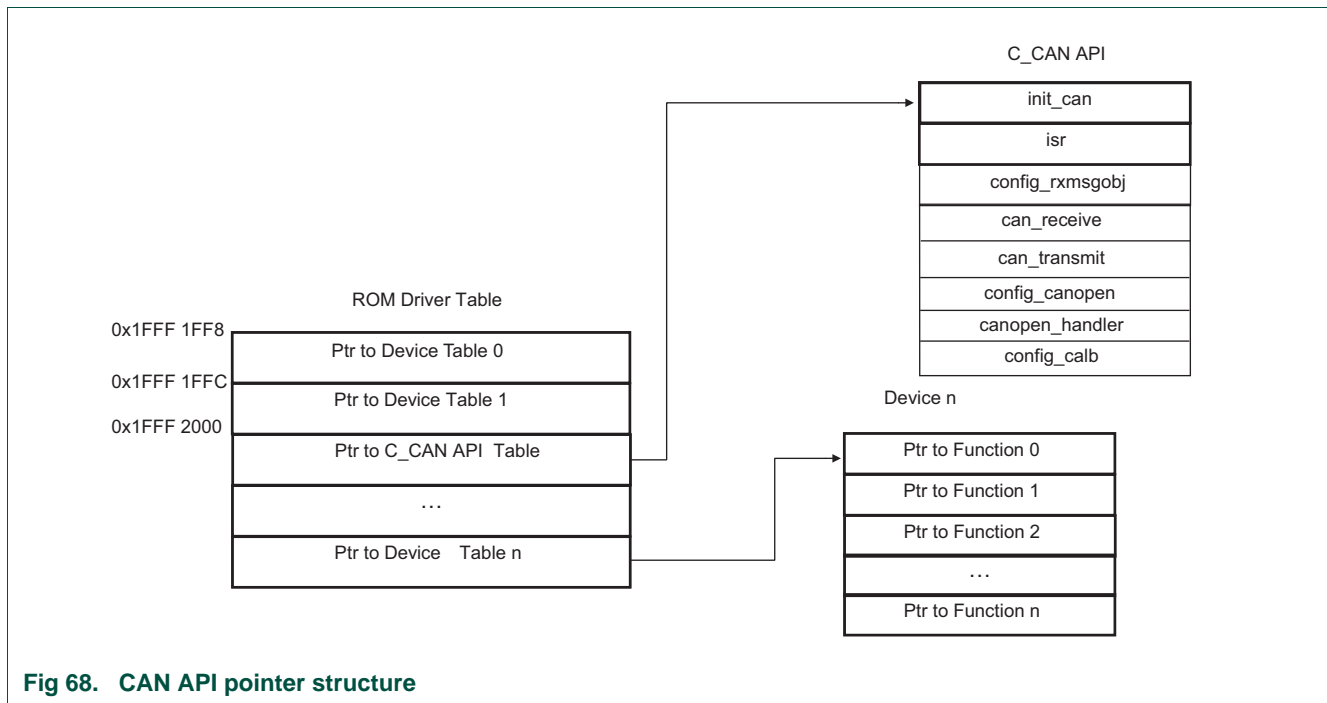 C_CAN API
init_can
isr
config_rxmsgobj
can_receive
can_transmit
config_canopen
canopen_handler
config_calb
ROM Driver Table
0x1FFF 1FF8
Ptr to Device Table 0
0x1FFF 1FFC
Ptr to Device Table 1
0x1FFF 2000
Ptr to C_CAN API Table
...
Ptr to Device Table n
Device n
Ptr to Function 0
Ptr to Function 1
Ptr to Function 2
...
Ptr to Function n
Fig 68. CAN API pointer structure